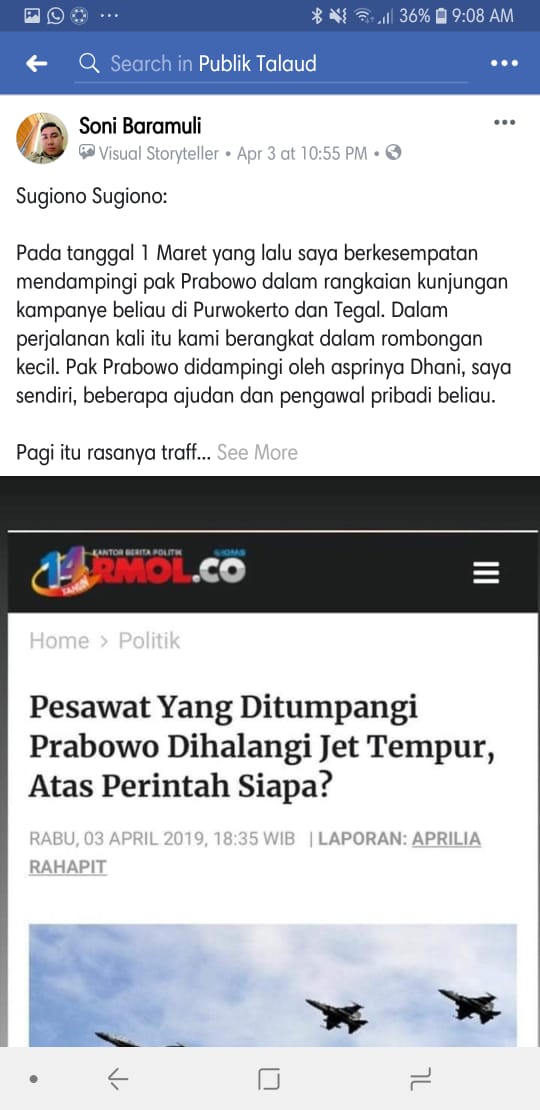 36% 9:08 AM
Search in Publik Talaud
Soni Baramuli
Visual Storyteller • Apr 3 at 10:55 PM •
Sugiono Sugiono:
Pada tanggal 1 Maret yang lalu saya berkesempatan
mendampingi pak Prabowo dalam rangkaian kunjungan
kampanye beliau di Purwokerto dan Tegal. Dalam
perjalanan kali itu kami berangkat dalam rombongan
kecil. Pak Prabowo didampingi oleh asprinya Dhani, saya
sendiri, beberapa ajudan dan pengawal pribadi beliau.
Pagi itu rasanya traff... See More
KANTOR BERITA POLITIK
14 RMOL.CO
TAHUN
Home > Politik
Pesawat Yang Ditumpangi
Prabowo Dihalangi Jet Tempur,
Atas Perintah Siapa?
RABU, 03 APRIL 2019, 18:35 WIB | LAPORAN: APRILIA
RAHAPIT